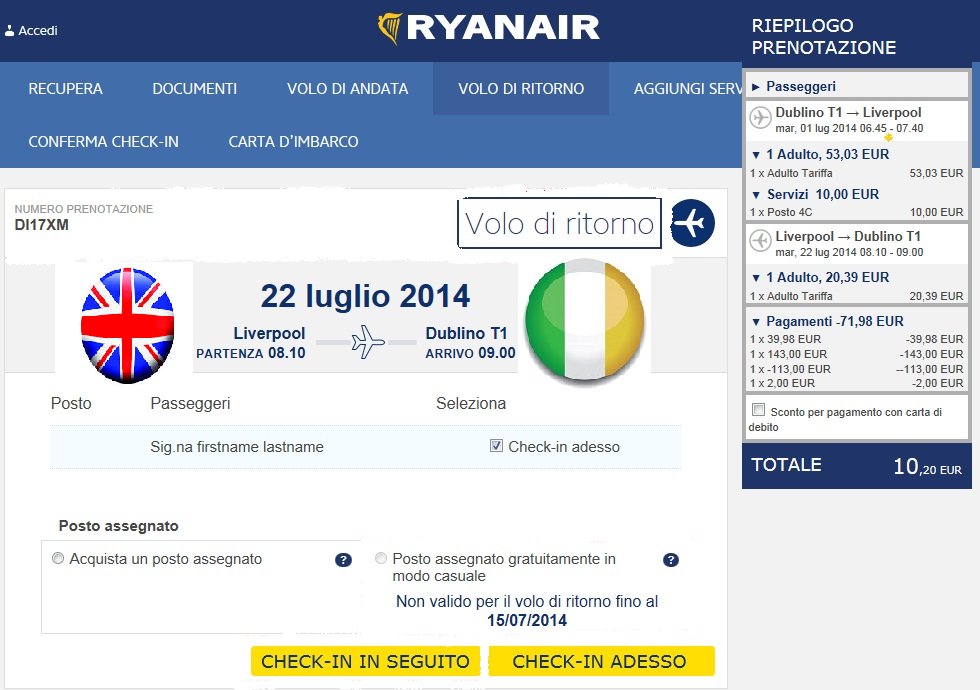 Accedi
RYANAIR
RIEPILOGO
PRENOTAZIONE
RECUPERA
DOCUMENTI
VOLO DI ANDATA
VOLO DI RITORNO
AGGIUNGI SERV
CONFERMA CHECK-IN
CARTA D'IMBARCO
NUMERO PRENOTAZIONE
DI17XM
Volo di ritorno
22 luglio 2014
Liverpool
PARTENZA 08.10
Dublino T1
ARRIVO 09.00
Posto Passeggeri Seleziona
Sig.na firstname lastname Check-in adesso
Posto assegnato
Acquista un posto assegnato ?
Posto assegnato gratuitamente in ?
modo casuale
Non valido per il volo di ritorno fino al
15/07/2014
CHECK-IN IN SEGUITO
CHECK-IN ADESSO
► Passeggeri
Dublino T1 → Liverpool
mar, 01 lug 2014 06.45 - 07.40
▼ 1 Adulto, 53,03 EUR
1 x Adulto Tariffa 53,03 EUR
▼ Servizi 10,00 EUR
1 x Posto 4C 10,00 EUR
Liverpool → Dublino T1
mar, 22 lug 2014 08.10 - 09.00
▼ 1 Adulto, 20,39 EUR
1 x Adulto Tariffa 20,39 EUR
▼ Pagamenti -71,98 EUR
1 x 39,98 EUR -39,98 EUR
1 x 143,00 EUR -143,00 EUR
1 x -113,00 EUR --113,00 EUR
1 x 2,00 EUR -2,00 EUR
Sconto per pagamento con carta di
debito
TOTALE 10,20 EUR